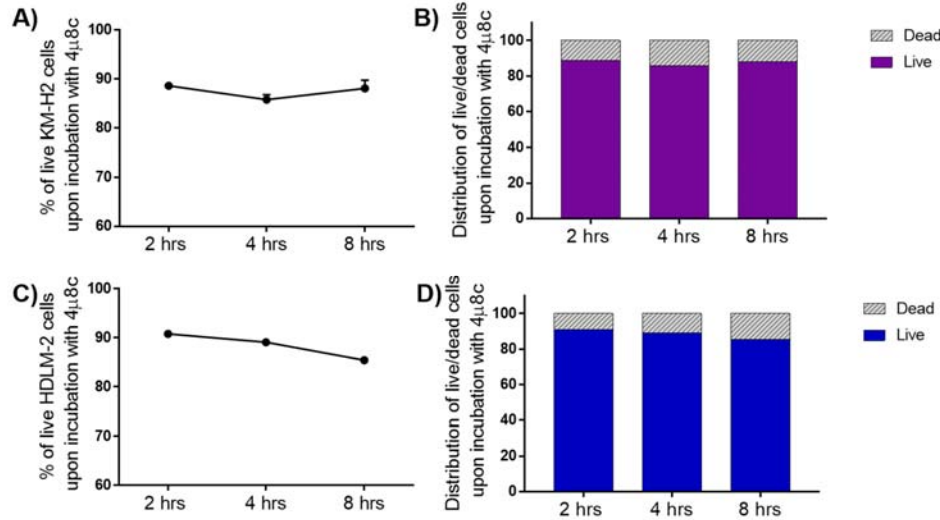 A)
% of live KM-H2 cells
upon incubation with 4μ8c
100
90
80
70
60
2 hrs 4 hrs 8 hrs
B)
Distribution of live/dead cells
upon incubation with 4μ8c
100
80
60
40
20
0
2 hrs 4 hrs 8 hrs
Dead
Live
C)
% of live HDLM-2 cells
upon incubation with 4μ8c
100
90
80
70
60
2 hrs 4 hrs 8 hrs
D)
Distribution of live/dead cells
upon incubation with 4μ8c
100
80
60
40
20
0
2 hrs 4 hrs 8 hrs
Dead
Live